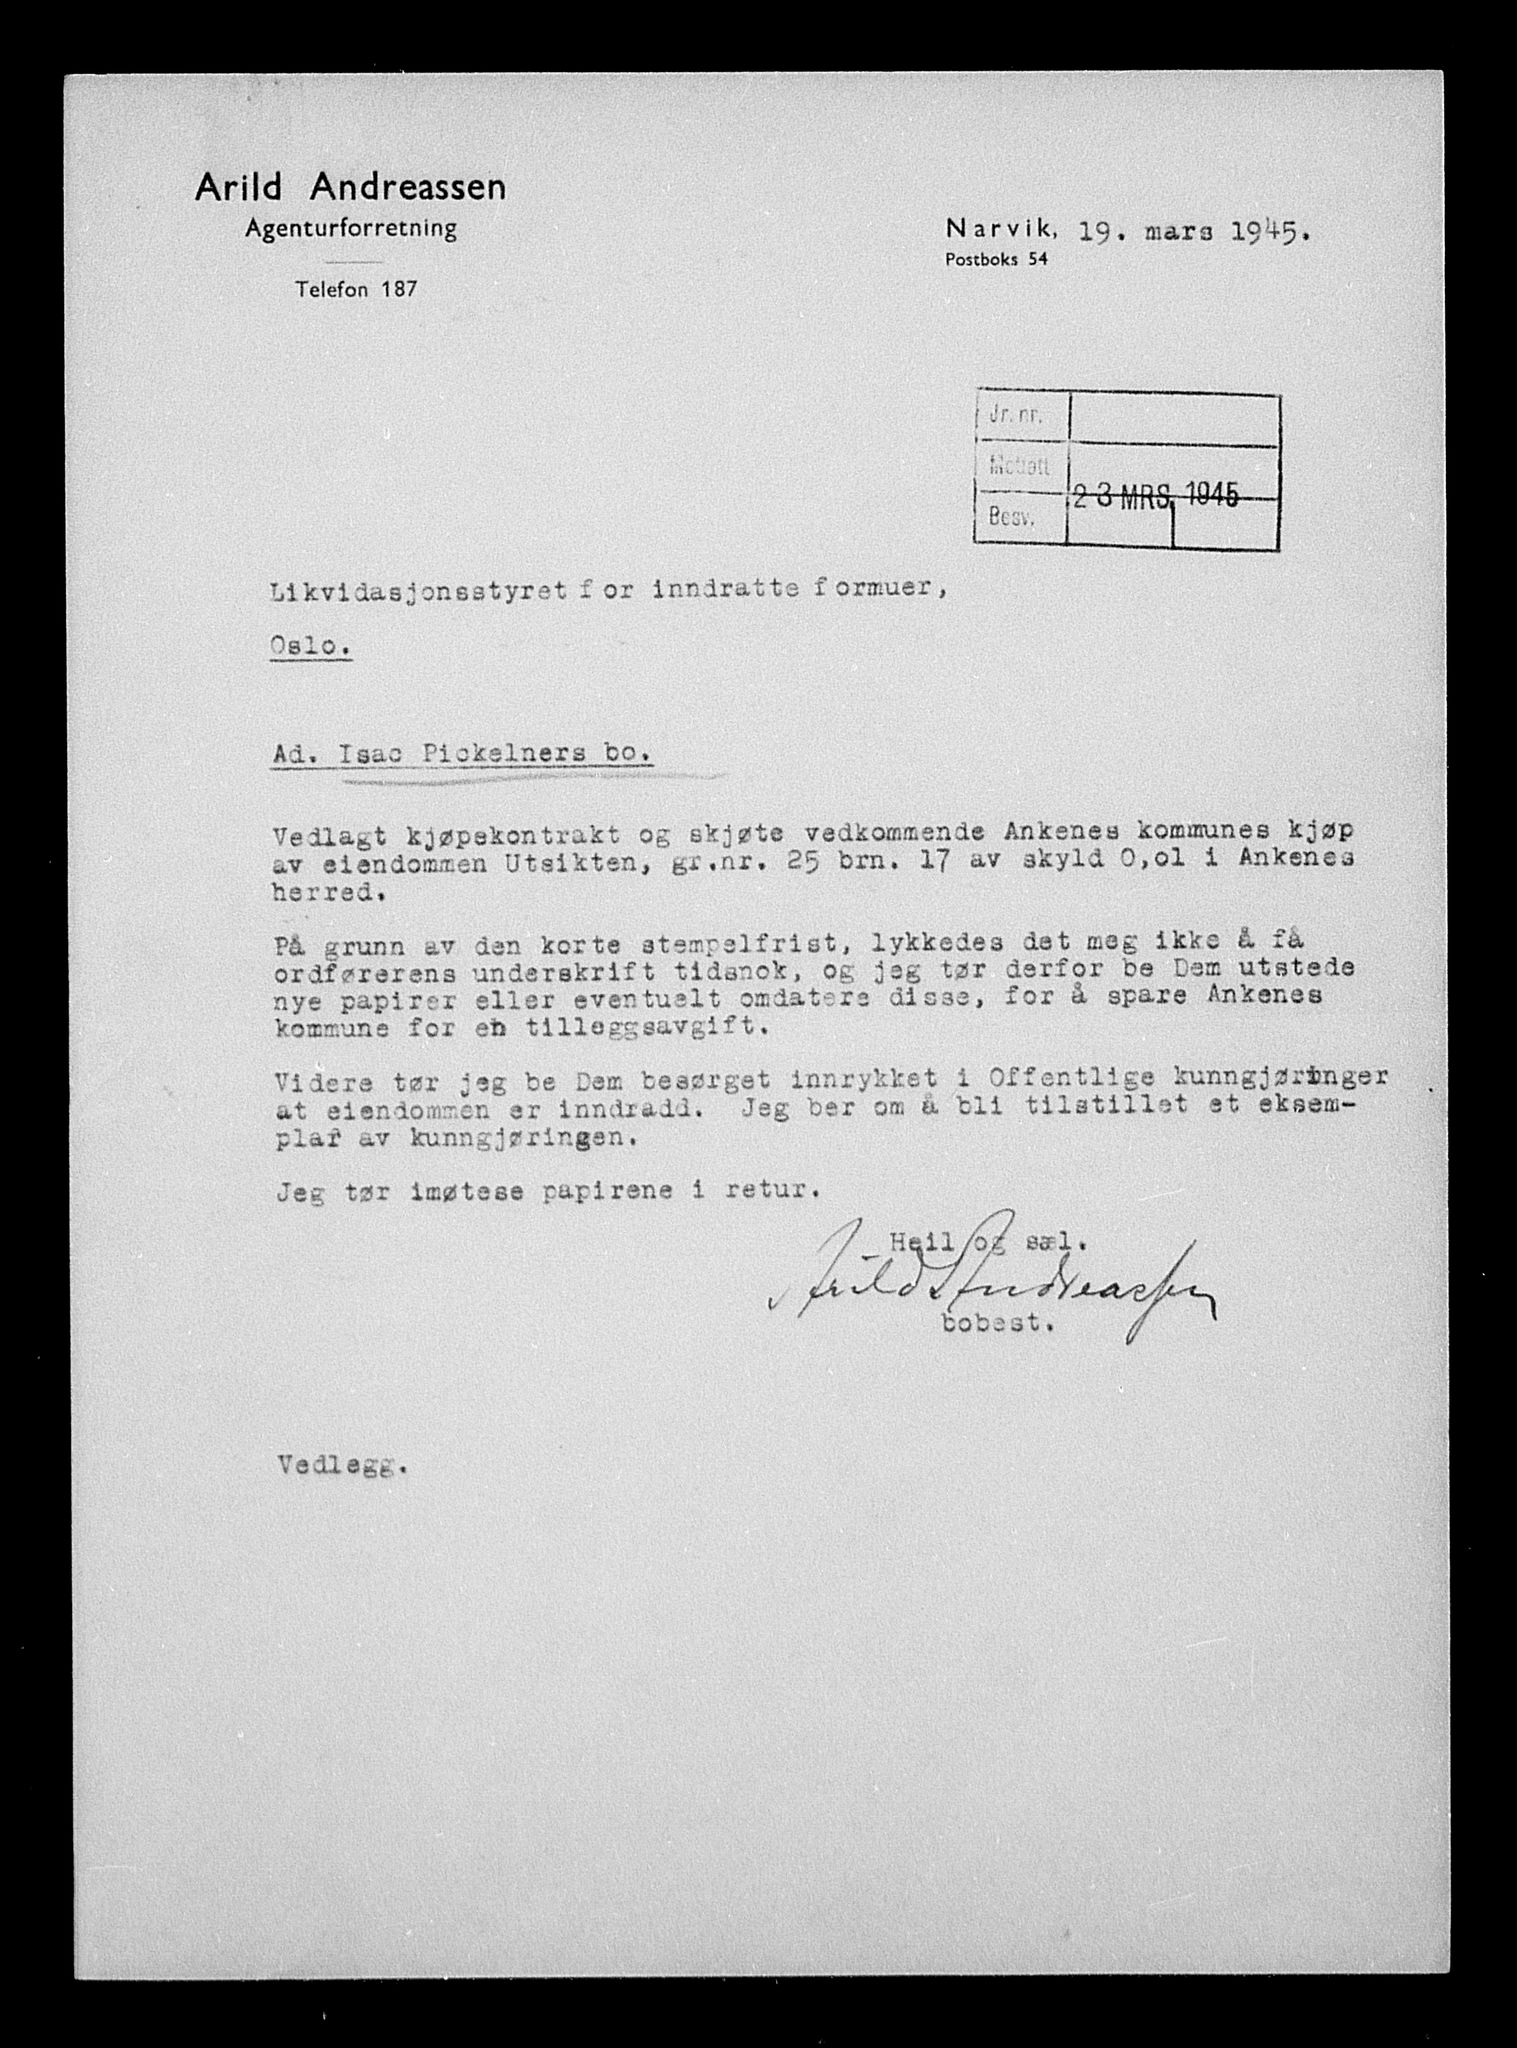 Arild Andreassen
Agenturforretning
Telefon 187
Narvik, 19. mars 1945.
Postboks 54
Jr. nr.
Mottatt 23 MRS. 1945
Besv.
Likvidasjonsstyret for inndratte formuer,
Oslo.
Ad. Isac Pickelners bo.
Vedlagt kjøpekontrakt og skjøte vedkommende Ankenes kommunes kjøp
av eiendommen Utsikten, gr.nr. 25 brn. 17 av skyld 0,01 i Ankenes
herred.
På grunn av den korte stempelfrist, lykkedes det meg ikke å få
ordførerens underskrift tidsnok, og jeg tør derfor be Dem utstede
nye papirer eller eventuelt omdatere disse, for å spare Ankenes
kommune for en tilleggsavgift.
Videre tør jeg be Dem besørget innrykket i Offentlige kunngjøringer
at eiendommen er inndradd. Jeg ber om å bli tilstillet et eksem-
plar av kunngjøringen.
Jeg tør imøtese papirene i retur.
Heil og sæl.
Arild Andreassen
bobest.
Vedlegg.